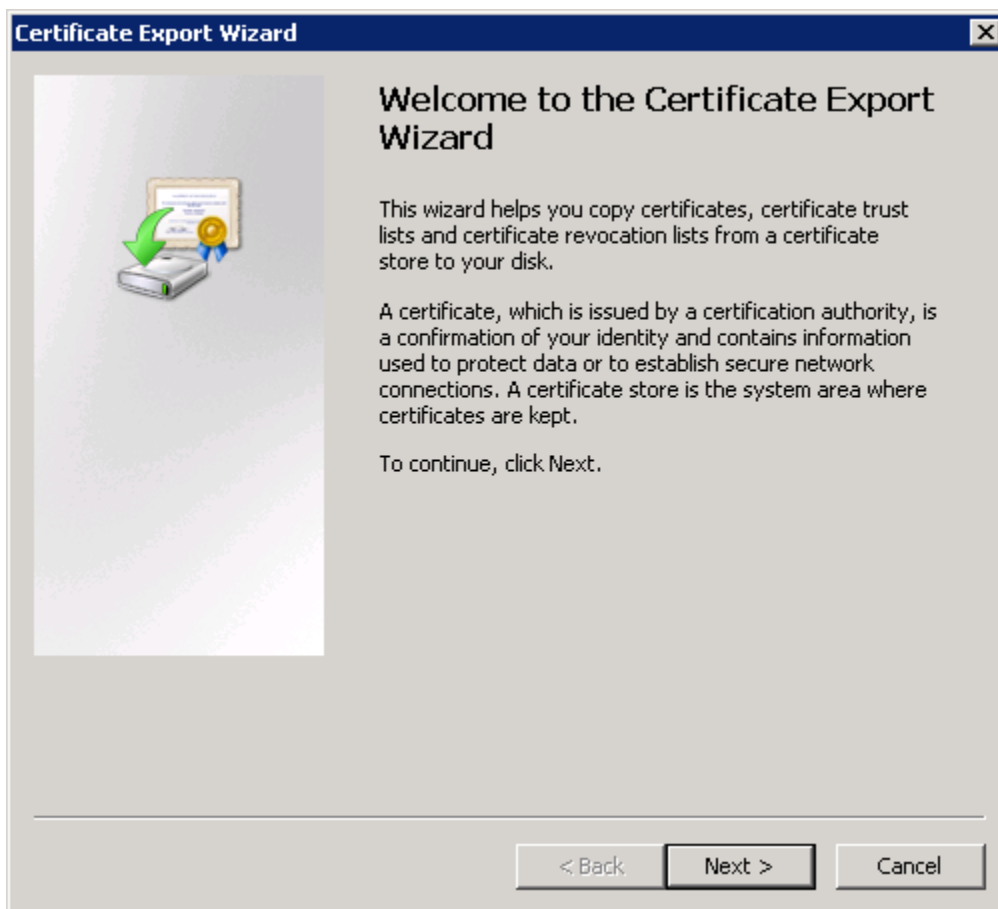 Certificate Export Wizard
Welcome to the Certificate Export
Wizard
This wizard helps you copy certificates, certificate trust
lists and certificate revocation lists from a certificate
store to your disk.
A certificate, which is issued by a certification authority, is
a confirmation of your identity and contains information
used to protect data or to establish secure network
connections. A certificate store is the system area where
certificates are kept.
To continue, click Next.
< Back
Next >
Cancel